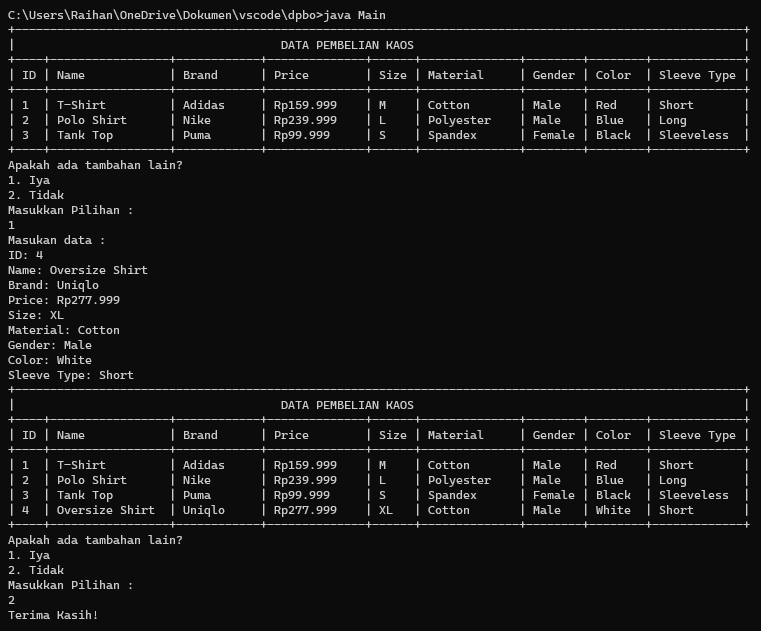 C:\Users\Raihan\OneDrive\Dokumen\vscode\dpbo>java Main
+--------------------------------------------------------------------------------------------------------+
|                                      DATA PEMBELIAN KAOS                                               |
+----+-----------------+------------+--------------+------+--------------+--------+--------+-------------+
| ID | Name            | Brand      | Price        | Size | Material     | Gender | Color  | Sleeve Type |
+----+-----------------+------------+--------------+------+--------------+--------+--------+-------------+
| 1  | T-Shirt         | Adidas     | Rp159.999    | M    | Cotton       | Male   | Red    | Short       |
| 2  | Polo Shirt      | Nike       | Rp239.999    | L    | Polyester    | Male   | Blue   | Long        |
| 3  | Tank Top        | Puma       | Rp99.999     | S    | Spandex      | Female | Black  | Sleeveless  |
+----+-----------------+------------+--------------+------+--------------+--------+--------+-------------+
Apakah ada tambahan lain?
1. Iya
2. Tidak
Masukkan Pilihan :
1
Masukan data :
ID: 4
Name: Oversize Shirt
Brand: Uniqlo
Price: Rp277.999
Size: XL
Material: Cotton
Gender: Male
Color: White
Sleeve Type: Short
+--------------------------------------------------------------------------------------------------------+
|                                      DATA PEMBELIAN KAOS                                               |
+----+-----------------+------------+--------------+------+--------------+--------+--------+-------------+
| ID | Name            | Brand      | Price        | Size | Material     | Gender | Color  | Sleeve Type |
+----+-----------------+------------+--------------+------+--------------+--------+--------+-------------+
| 1  | T-Shirt         | Adidas     | Rp159.999    | M    | Cotton       | Male   | Red    | Short       |
| 2  | Polo Shirt      | Nike       | Rp239.999    | L    | Polyester    | Male   | Blue   | Long        |
| 3  | Tank Top        | Puma       | Rp99.999     | S    | Spandex      | Female | Black  | Sleeveless  |
| 4  | Oversize Shirt  | Uniqlo     | Rp277.999    | XL   | Cotton       | Male   | White  | Short       |
+----+-----------------+------------+--------------+------+--------------+--------+--------+-------------+
Apakah ada tambahan lain?
1. Iya
2. Tidak
Masukkan Pilihan :
2
Terima Kasih!